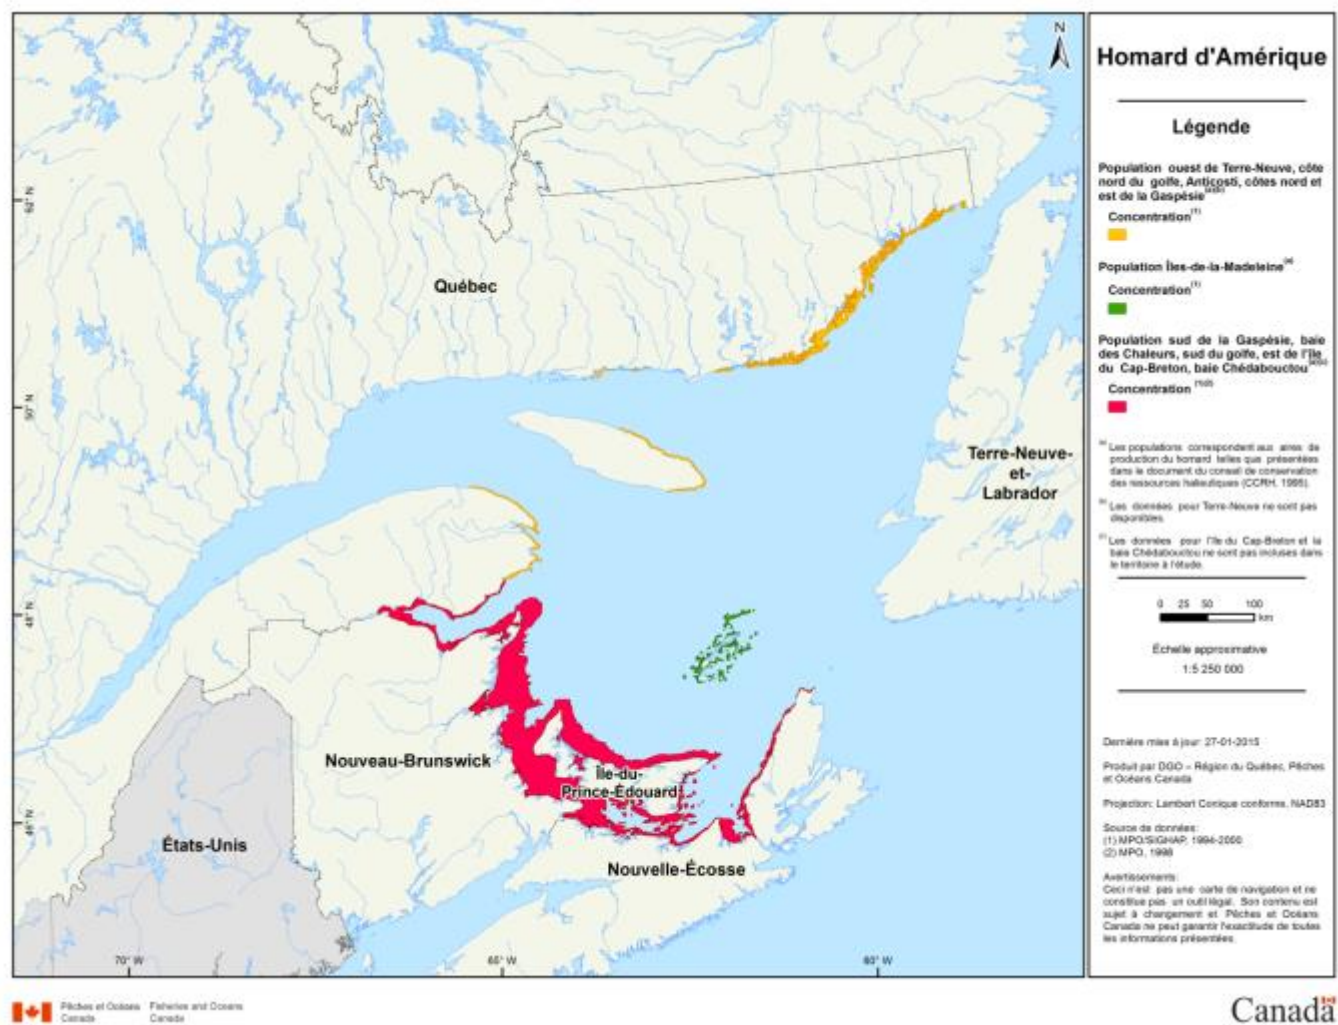 N
Homard d'Amérique
Légende
Population ouest de Terre-Neuve, côte
nord du golfe, Anticosti, côtes nord et
est de la Gaspésie
Concentration (1)
Population Îles-de-la-Madeleine (a)
Concentration (1)
Population sud de la Gaspésie, baie
des Chaleurs, sud du golfe, est de l'île
du Cap-Breton, baie Chédabouctou
Concentration (1)(2)
(a) Les populations correspondent aux aires de
production du homard telles que présentées
dans le document du conseil de conservation
des ressources halieutiques (CCRH, 1995).
(b) Les données pour Terre-Neuve ne sont pas
disponibles.
(c) Les données pour l'île du Cap-Breton et la
baie Chédabouctou ne sont pas incluses dans
le territoire à l'étude.
0 25 50 100
km
Échelle approximative
1:5 250 000
Dernière mise à jour: 27-01-2015
Produit par DGO – Région du Québec, Pêches
et Océans Canada
Projection: Lambert Conique conforme, NAD83
Source de données:
(1) MPO/SIGHAP, 1994-2000
(2) MPO, 1998
Avertissements:
Ceci n'est pas une carte de navigation et ne
constitue pas un outil légal. Son contenu est
sujet à changement et Pêches et Océans
Canada ne peut garantir l'exactitude de toutes
les informations présentées.
Québec
Terre-Neuve-
et-
Labrador
Nouveau-Brunswick
Île-du-
Prince-Édouard
États-Unis
Nouvelle-Écosse
52° N
50° N
48° N
46° N
70° W
65° W
60° W
Pêches et Océans
Canada
Fisheries and Oceans
Canada
Canada